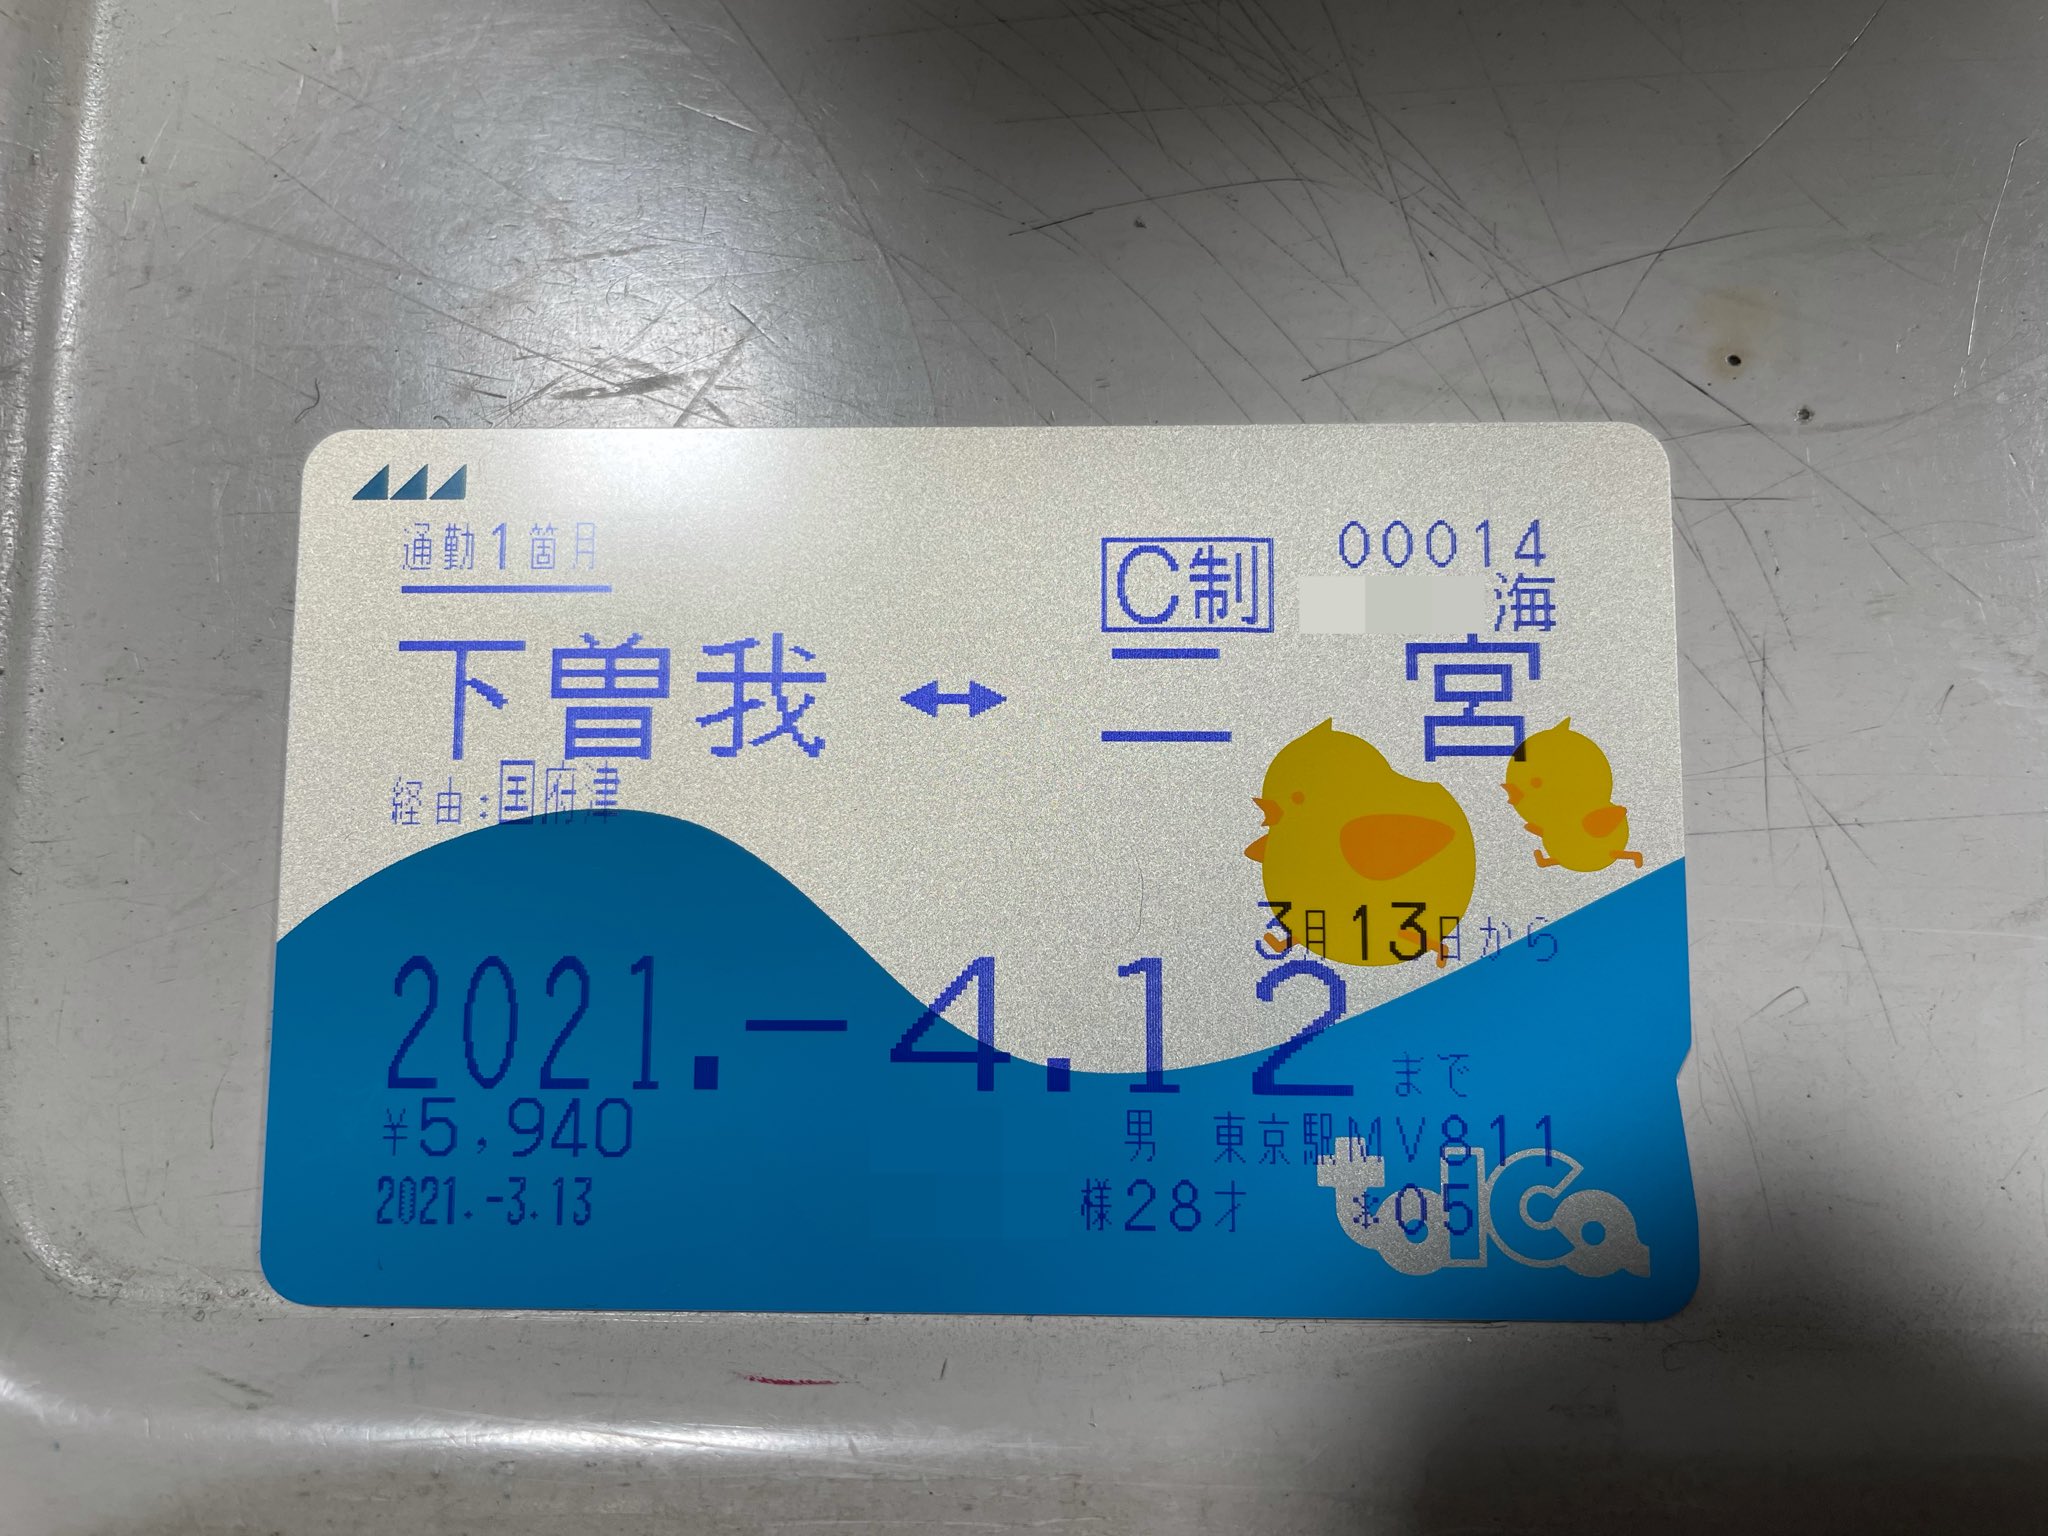 通勤1箇月
C制
00014
海
下曽我 ↔ 二宮
経由:国府津
3月13日から
2021.-4.12まで
¥5,940
男 東京駅MV811
2021.-3.13
様28才 *05
toica